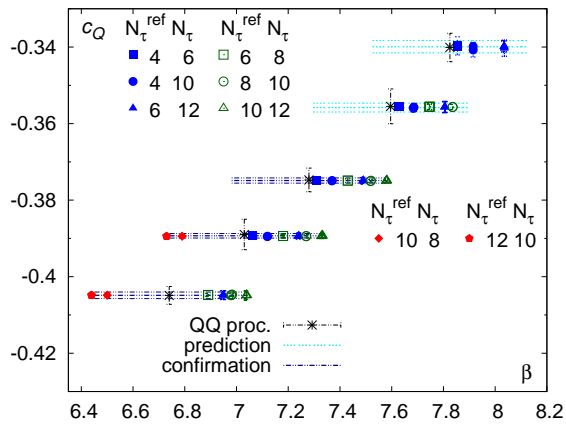 c_Q N_τ^ref N_τ N_τ^ref N_τ
4 6 6 8
4 10 8 10
6 12 10 12
N_τ^ref N_τ N_τ^ref N_τ
10 8 12 10
QQ proc.
prediction
confirmation
β
-0.34
-0.36
-0.38
-0.4
-0.42
6.4 6.6 6.8 7 7.2 7.4 7.6 7.8 8 8.2